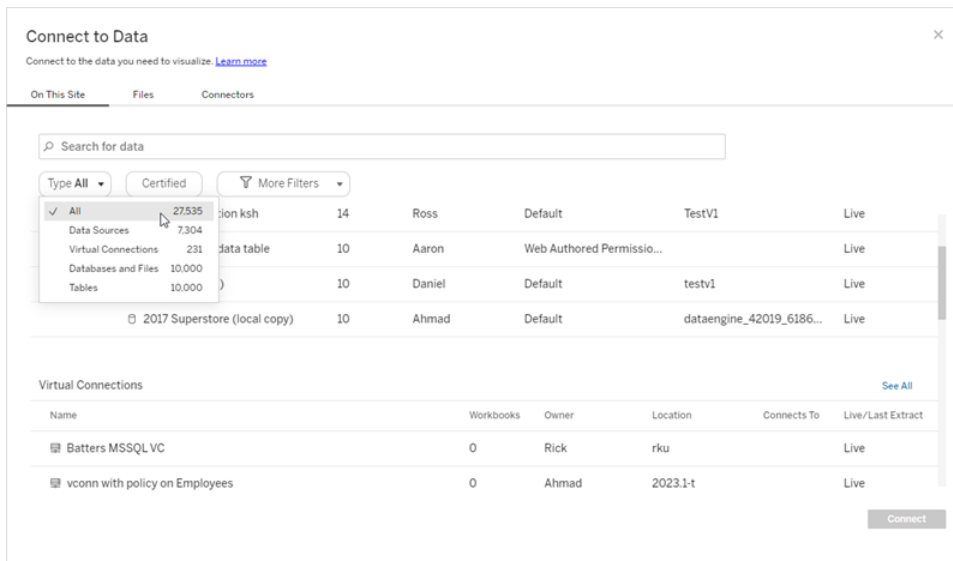 Connect to Data
Connect to the data you need to visualize. Learn more
On This Site Files Connectors
Search for data
Type All Certified More Filters
All 27,535
Data Sources 7,304
Virtual Connections 231
Databases and Files 10,000
Tables 10,000
ion ksh 14 Ross Default TestV1 Live
data table 10 Aaron Web Authored Permissio... Live
) 10 Daniel Default testv1 Live
2017 Superstore (local copy) 10 Ahmad Default dataengine_42019_6186... Live
Virtual Connections See All
Name Workbooks Owner Location Connects To Live/Last Extract
Batters MSSQL VC 0 Rick rku Live
vconn with policy on Employees 0 Ahmad 2023.1-t Live
Connect